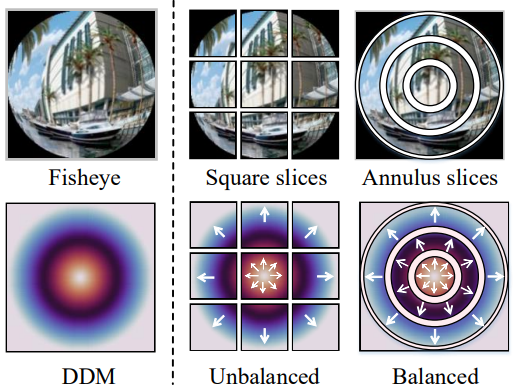 Fisheye
Square slices
Annulus slices
DDM
Unbalanced
Balanced